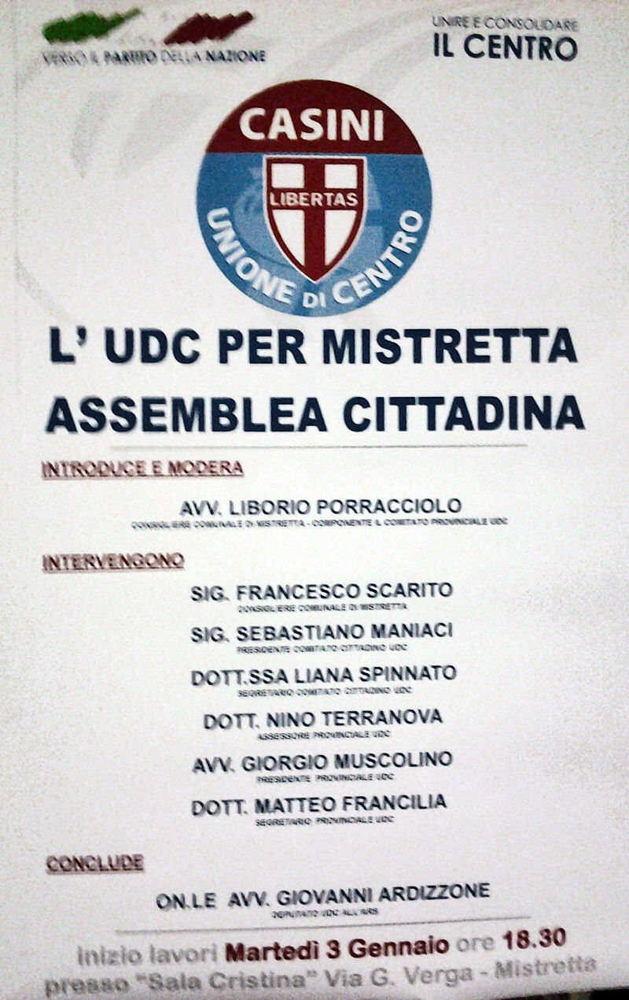 VERSO IL PARTITO DELLA NAZIONE
UNIRE E CONSOLIDARE
IL CENTRO
CASINI
LIBERTAS
UNIONE DI CENTRO
L' UDC PER MISTRETTA
ASSEMBLEA CITTADINA
INTRODUCE E MODERA
AVV. LIBORIO PORRACCIOLO
CONSIGLIERE COMUNALE DI MISTRETTA - COMPONENTE IL COMITATO PROVINCIALE UDC
INTERVENGONO
SIG. FRANCESCO SCARITO
CONSIGLIERE COMUNALE DI MISTRETTA
SIG. SEBASTIANO MANIACI
PRESIDENTE COMITATO CITTADINO UDC
DOTT.SSA LIANA SPINNATO
SEGRETARIO COMITATO CITTADINO UDC
DOTT. NINO TERRANOVA
ASSESSORE PROVINCIALE UDC
AVV. GIORGIO MUSCOLINO
PRESIDENTE PROVINCIALE UDC
DOTT. MATTEO FRANCILIA
SEGRETARIO PROVINCIALE UDC
CONCLUDE
ON.LE AVV. GIOVANNI ARDIZZONE
DEPUTATO UDC ALL'ARS
Inizio lavori Martedì 3 Gennaio ore 18.30
presso "Sala Cristina" Via G. Verga - Mistretta